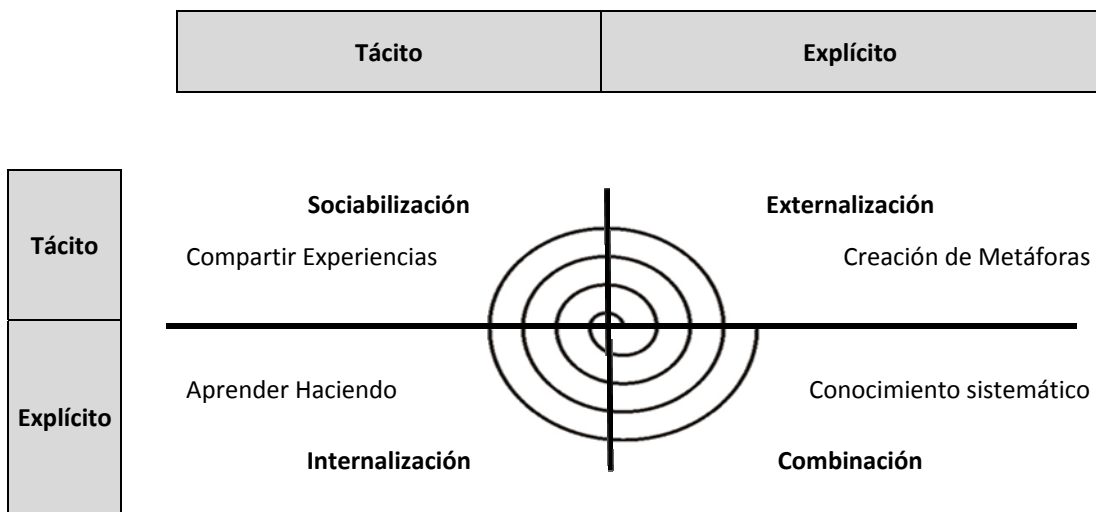 Tácito
Explícito
Sociabilización
Externalización
Tácito
Compartir Experiencias
Creación de Metáforas
Explícito
Aprender Haciendo
Conocimiento sistemático
Internalización
Combinación